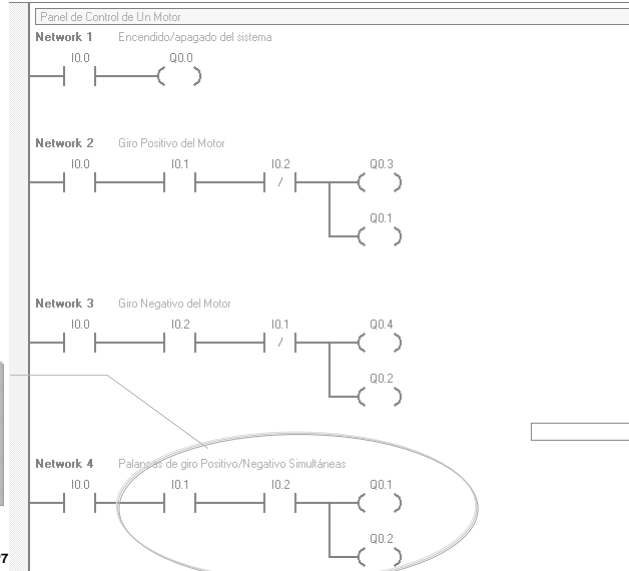 Panel de Control de Un Motor
Network 1 Encendido/apagado del sistema
I0.0 Q0.0
Network 2 Giro Positivo del Motor
I0.0 I0.1 I0.2 Q0.3
/
Q0.1
Network 3 Giro Negativo del Motor
I0.0 I0.2 I0.1 Q0.4
/
Q0.2
Network 4 Palancas de giro Positivo/Negativo Simultáneas
I0.0 I0.1 I0.2 Q0.1
Q0.2